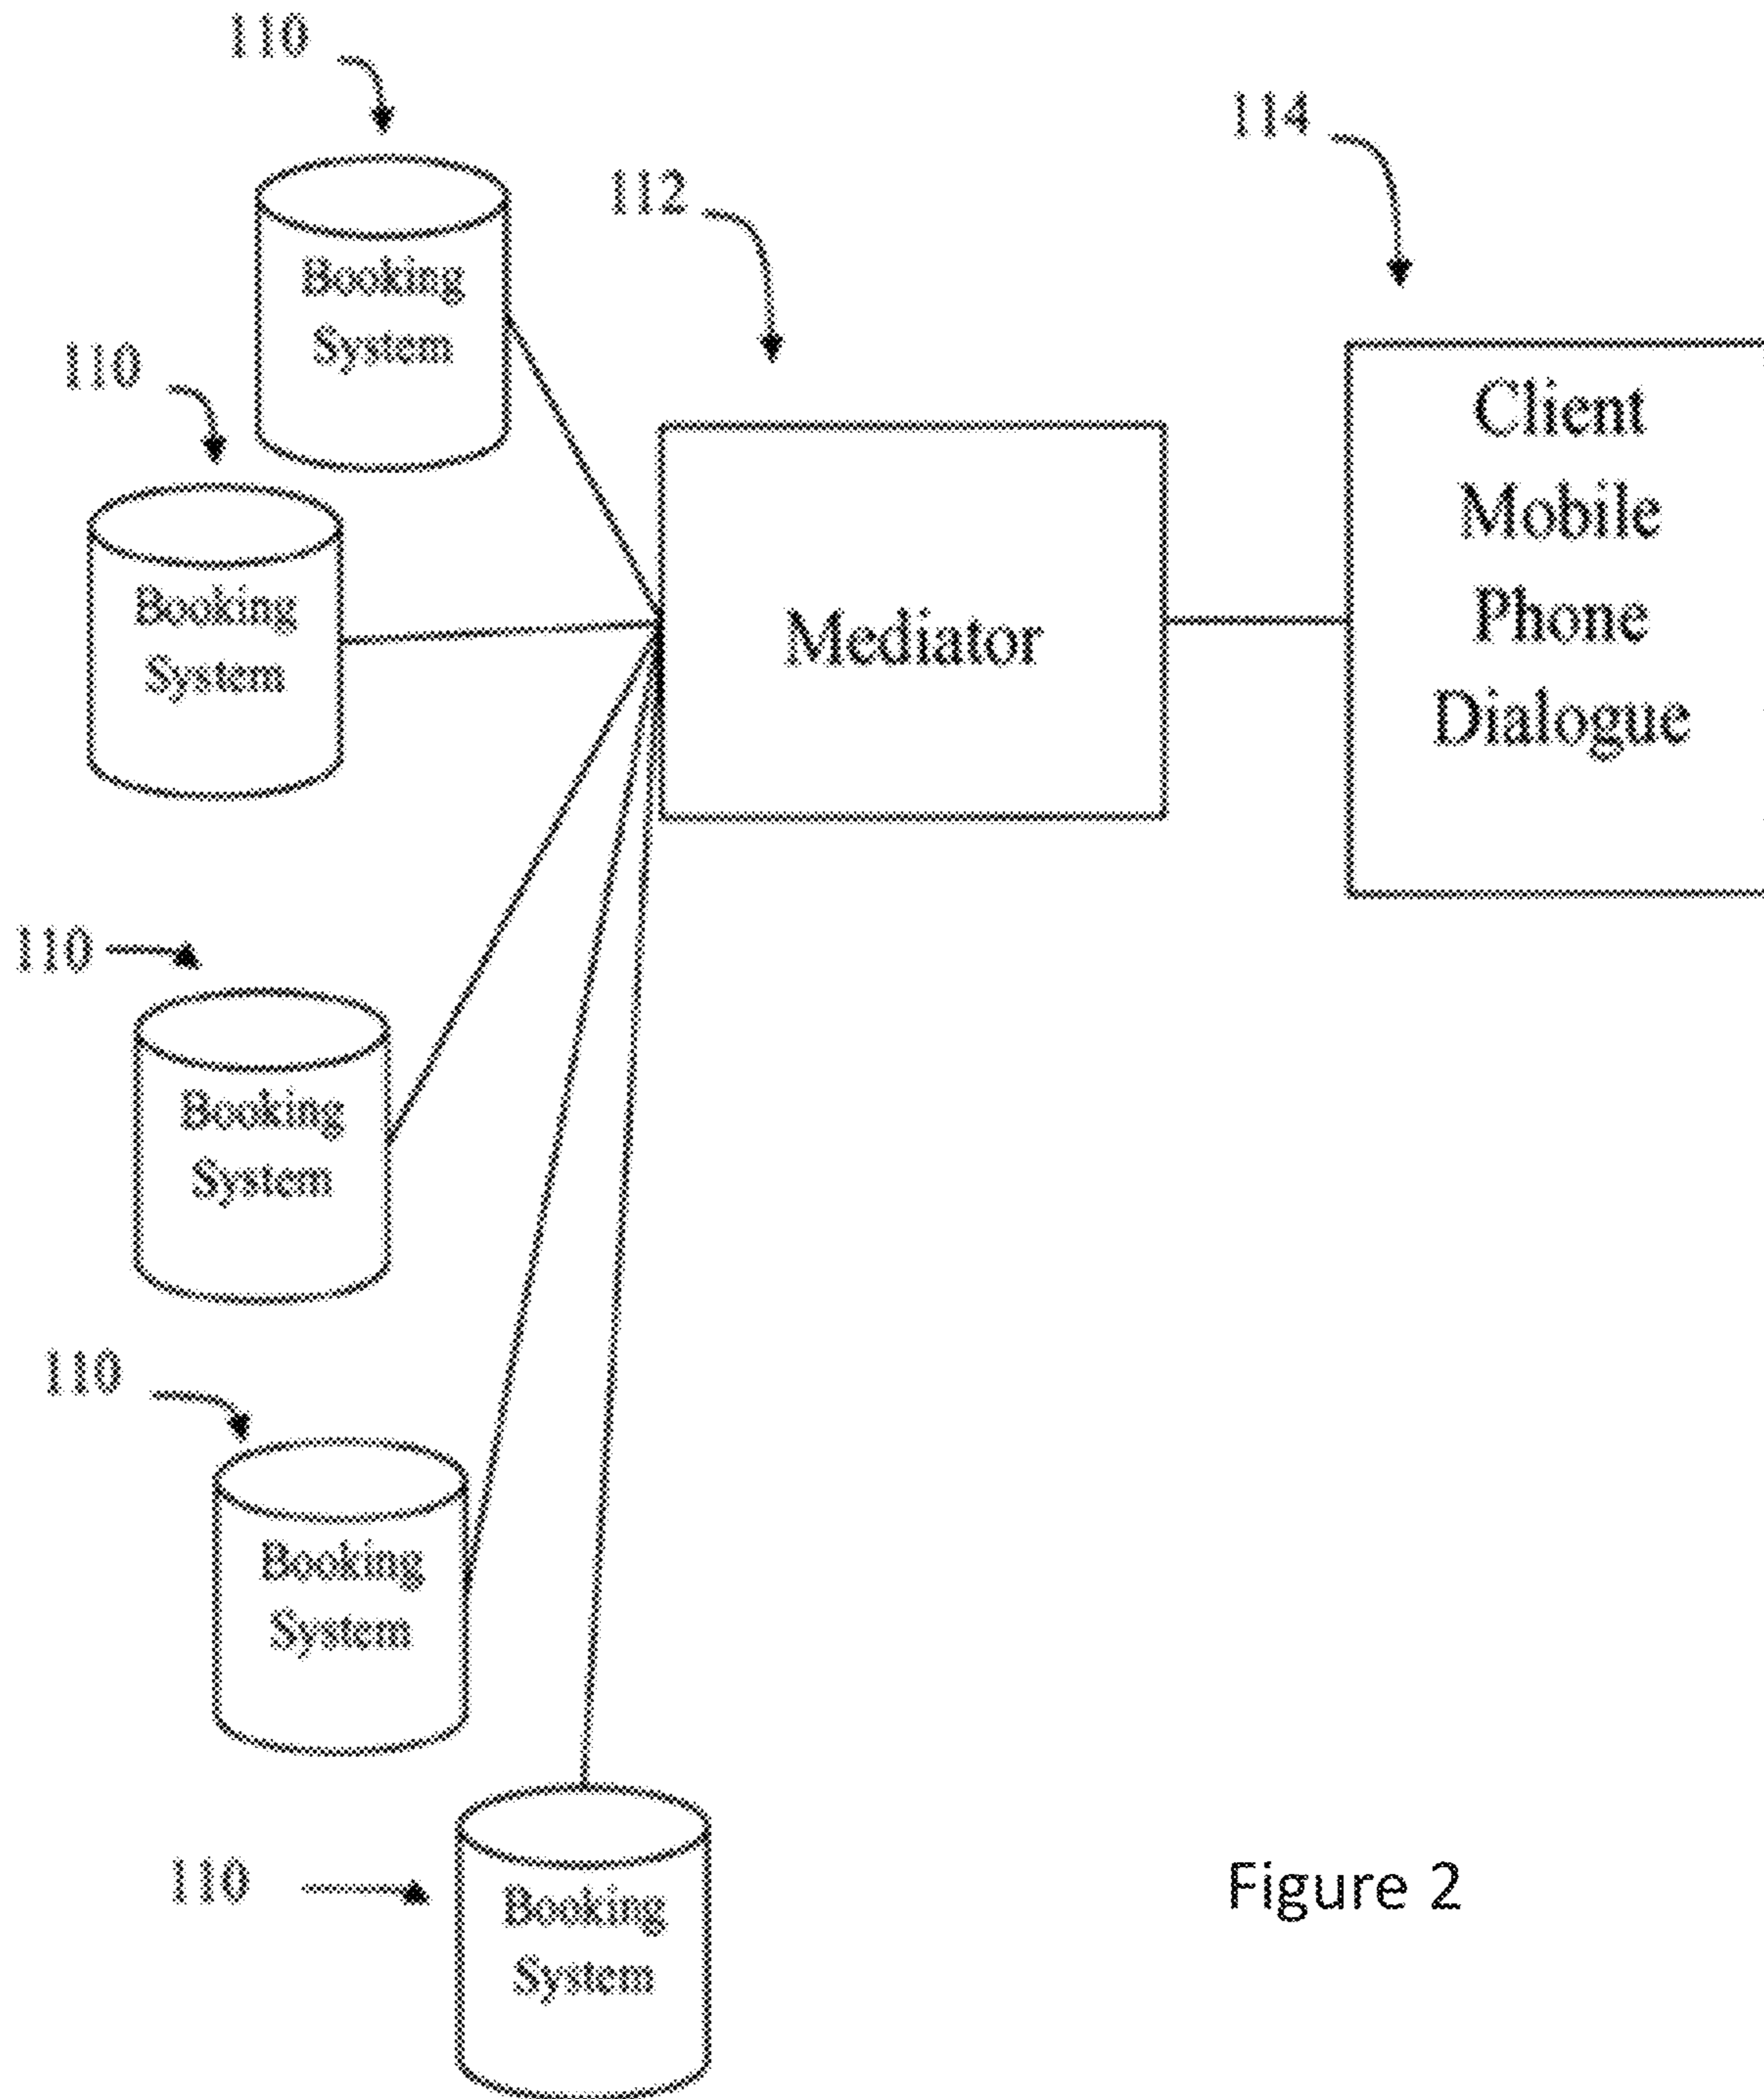 110
114
112
Booking
System
110
Client
Mobile
Phone
Dialogue
Booking
System
Mediator
110
Booking
System
110
Booking
System
110
Booking
System
Figure 2